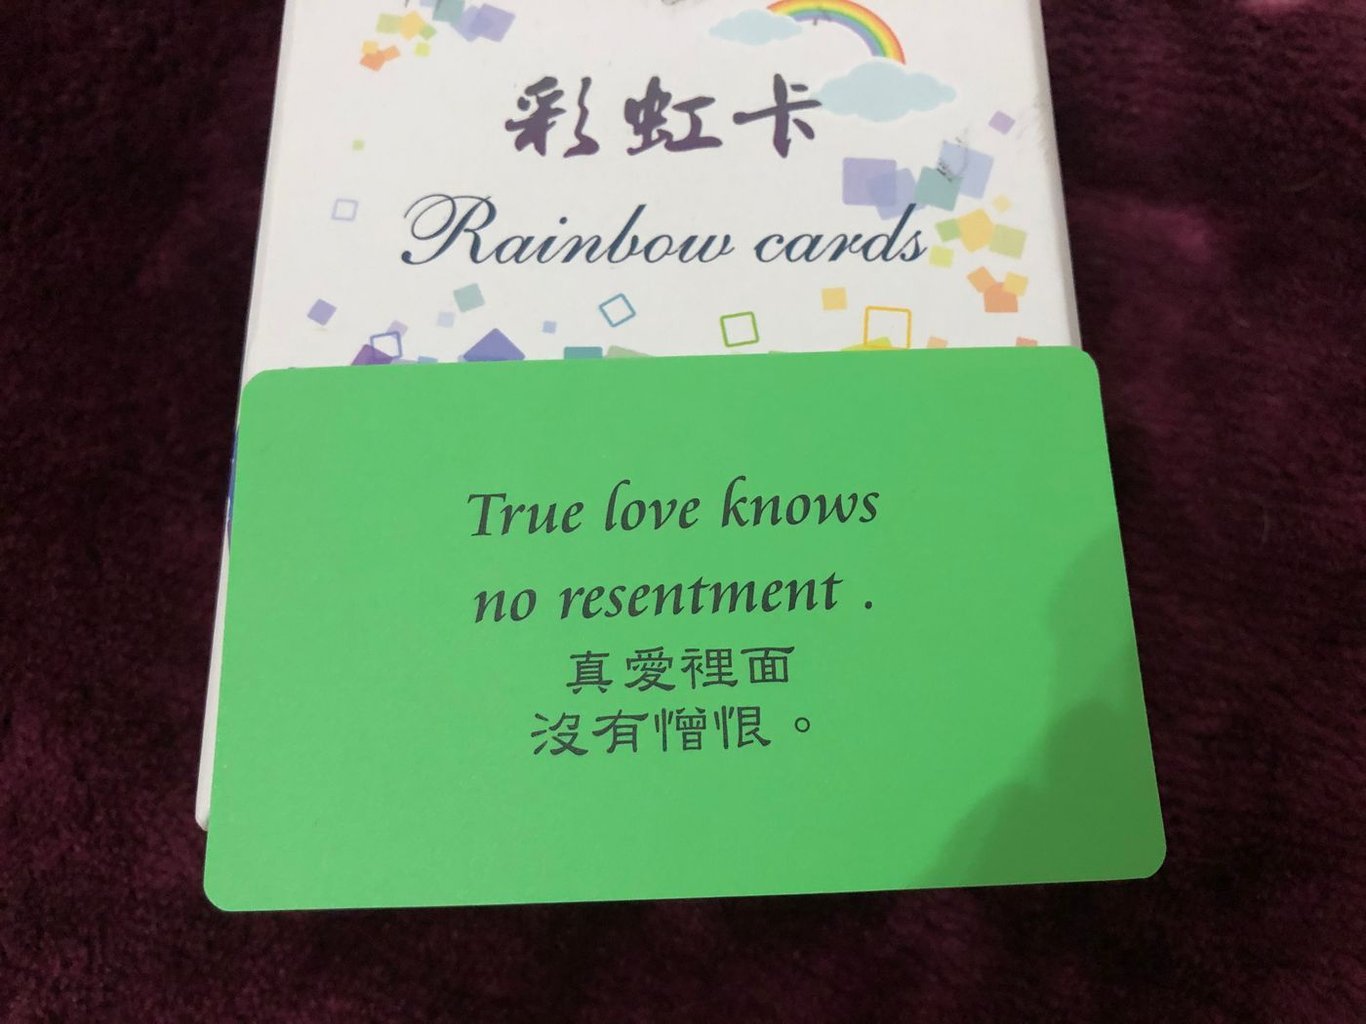 彩虹卡
Rainbow cards
True love knows
no resentment .
真愛裡面
沒有憎恨。